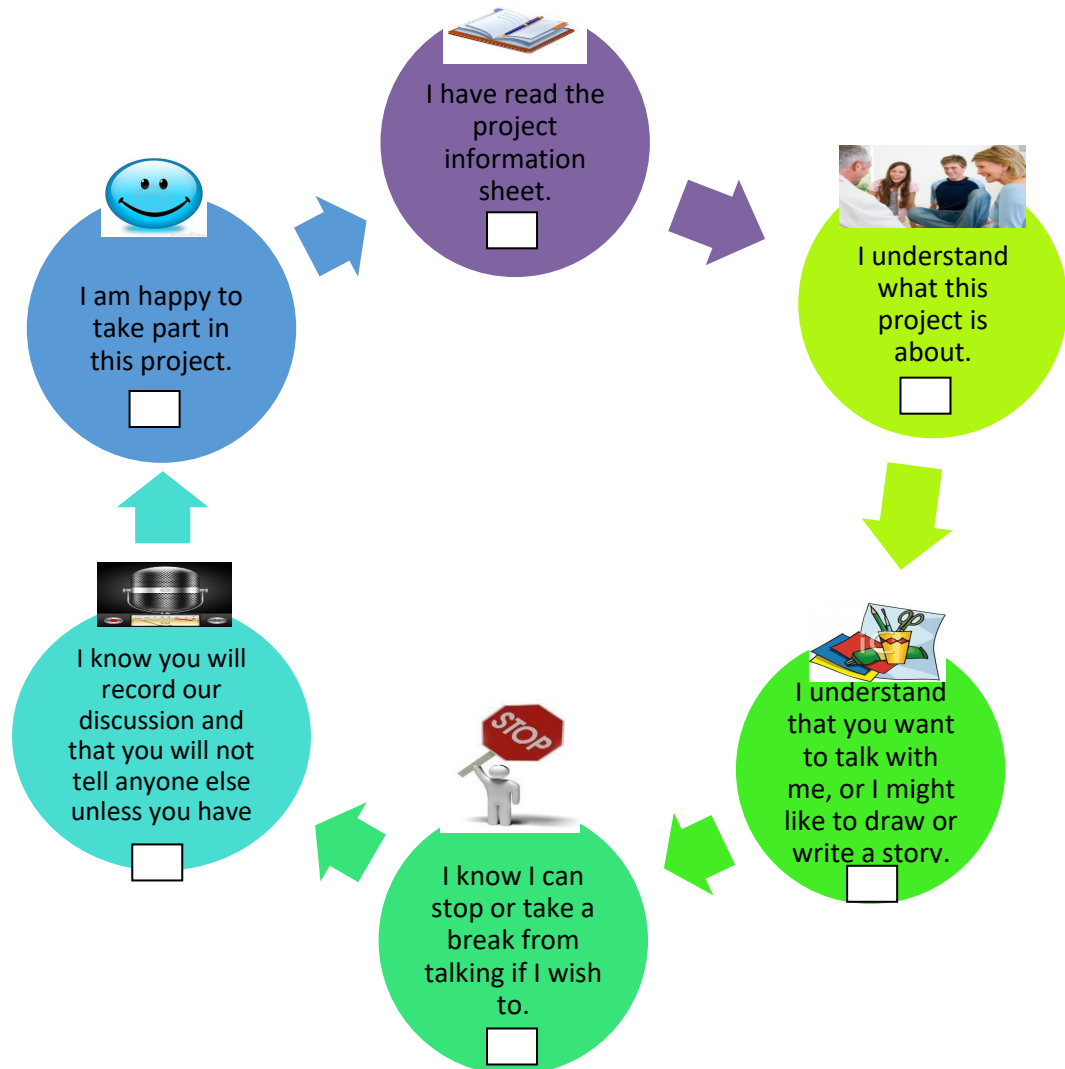 I have read the
project
information
sheet.
I understand
what this
project is
about.
I understand
that you want
to talk with
me, or I might
like to draw or
write a story.
STOP
I know I can
stop or take a
break from
talking if I wish
to.
I know you will
record our
discussion and
that you will not
tell anyone else
unless you have
I am happy to
take part in
this project.